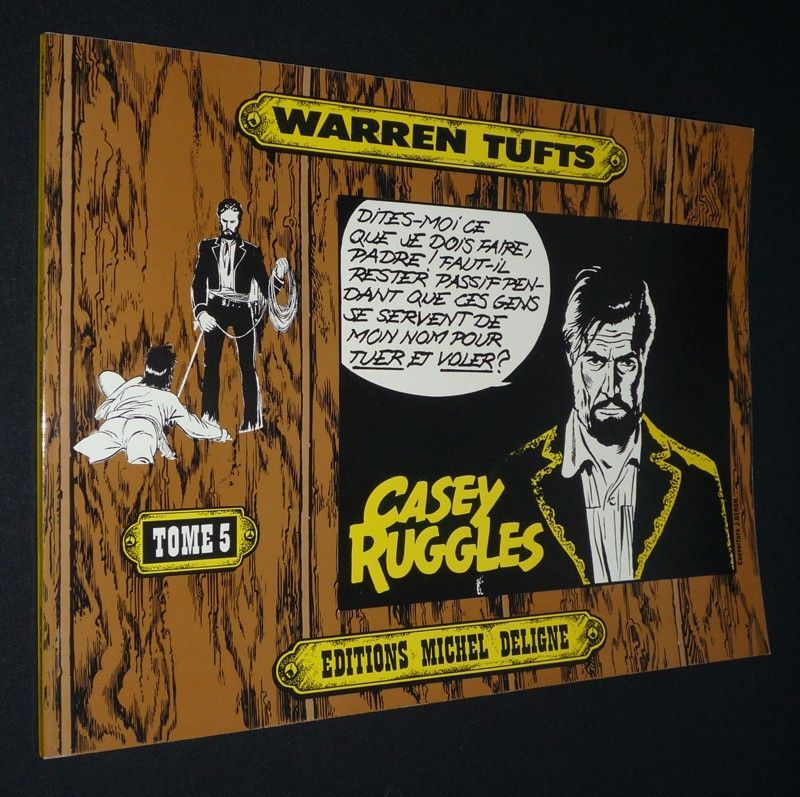 WARREN TUFTS
DITES-MOI CE
QUE JE DOIS FAIRE,
PADRE! FAUT-IL
RESTER PASSIF PEN-
DANT QUE CES GENS
SE SERVENT DE
MON NOM POUR
TUER ET VOLER?
CASEY
RUGGLES
TOME 5
EDITIONS MICHEL DELIGNE